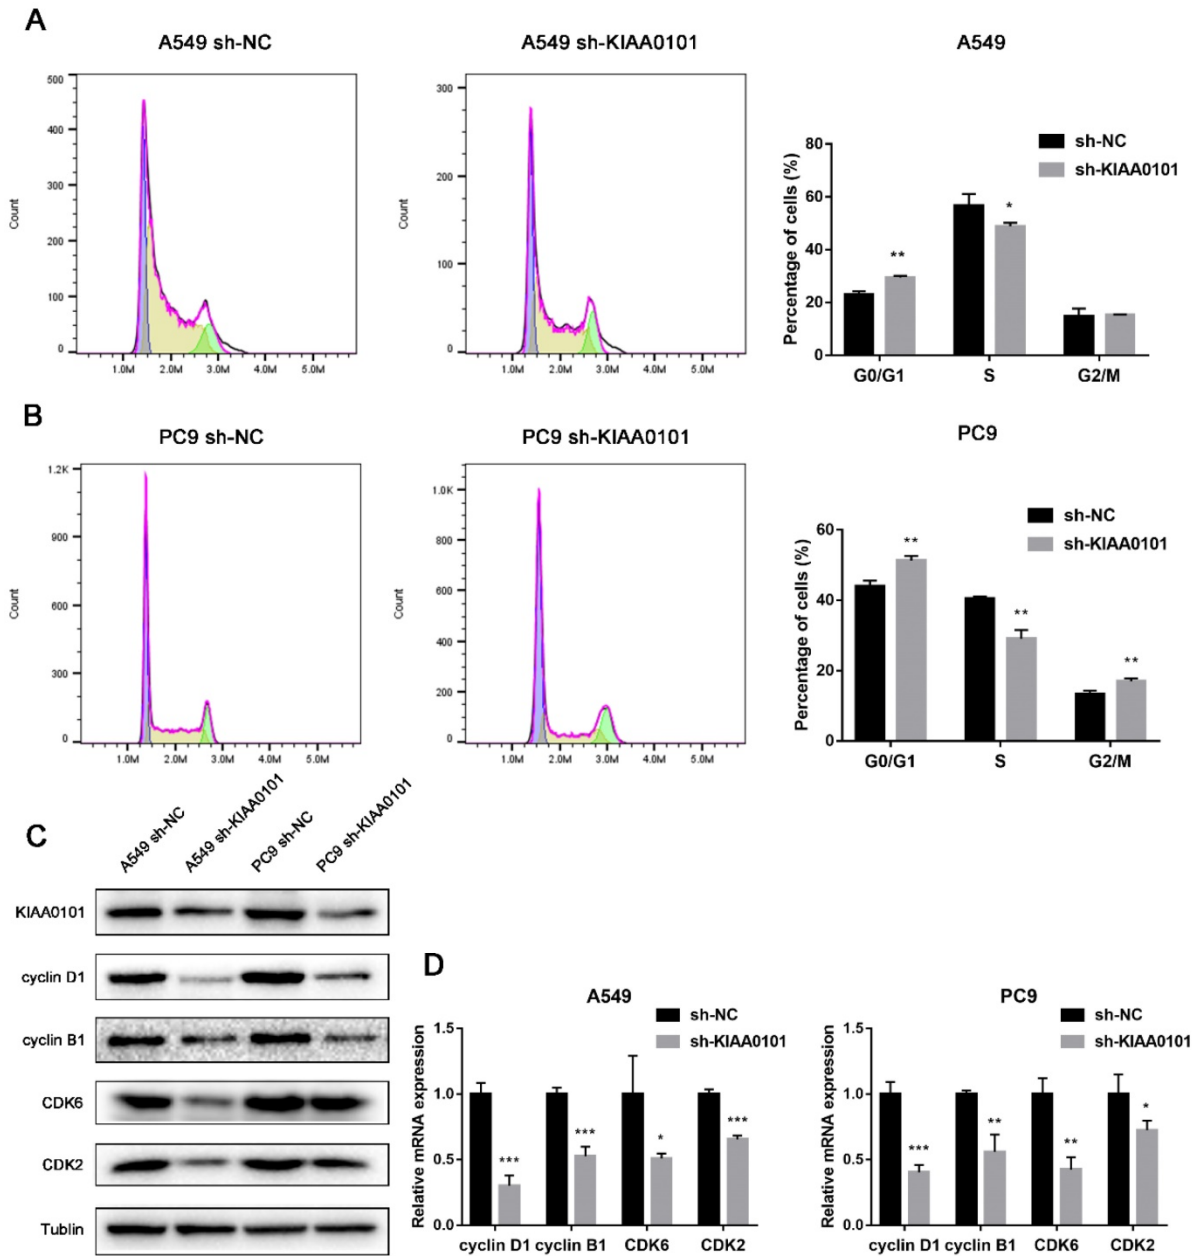 A
A549 sh-NC
A549 sh-KIAA0101
A549
500
400
300
200
100
0
Count
1.0M 2.0M 3.0M 4.0M 5.0M
300
200
100
0
Count
1.0M 2.0M 3.0M 4.0M 5.0M
sh-NC
sh-KIAA0101
80
60
40
20
0
Percentage of cells (%)
**
*
G0/G1 S G2/M
B
PC9 sh-NC
PC9 sh-KIAA0101
PC9
1.2K
900
600
300
0
Count
1.0M 2.0M 3.0M 4.0M 5.0M
1.0K
800
600
400
200
0
Count
1.0M 2.0M 3.0M 4.0M 5.0M
sh-NC
sh-KIAA0101
60
40
20
0
Percentage of cells (%)
**
**
**
G0/G1 S G2/M
C
A549 sh-NC
A549 sh-KIAA0101
PC9 sh-NC
PC9 sh-KIAA0101
KIAA0101
cyclin D1
cyclin B1
CDK6
CDK2
Tublin
D
A549
sh-NC
sh-KIAA0101
1.5
1.0
0.5
0.0
Relative mRNA expression
***
***
*
***
cyclin D1 cyclin B1 CDK6 CDK2
PC9
sh-NC
sh-KIAA0101
1.5
1.0
0.5
0.0
Relative mRNA expression
***
**
**
*
cyclin D1 cyclin B1 CDK6 CDK2